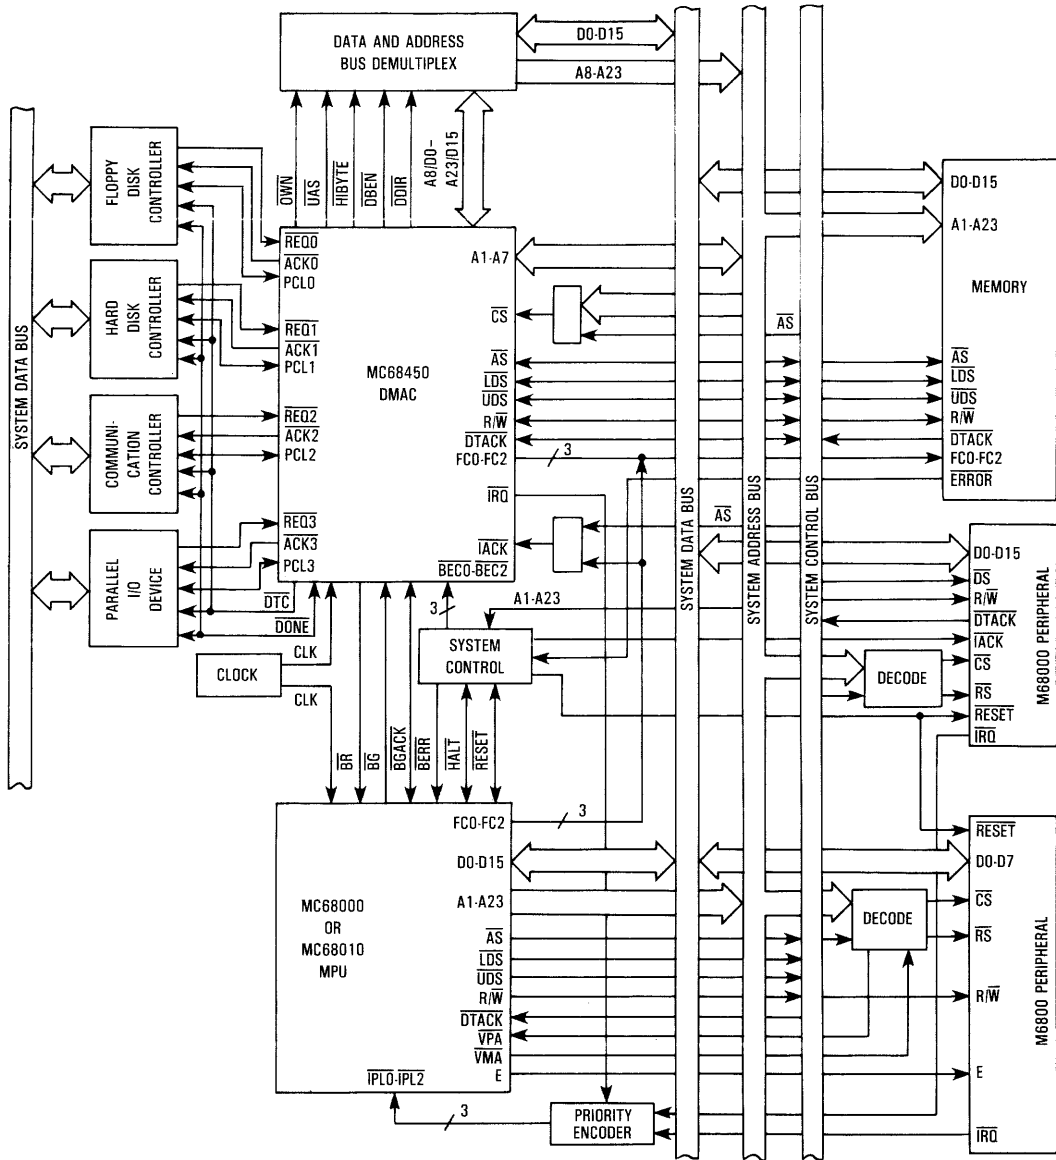 DATA AND ADDRESS
BUS DEMULTIPLEX
D0-D15
A8-A23
SYSTEM DATA BUS
FLOPPY
DISK
CONTROLLER
HARD
DISK
CONTROLLER
COMMUNI-
CATION
CONTROLLER
PARALLEL
I/O
DEVICE
OWN
UAS
HIBYTE
DBEN
DDIR
A8/D0-
A23/D15
REQ0
ACK0
PCL0
REQ1
ACK1
PCL1
REQ2
ACK2
PCL2
REQ3
ACK3
PCL3
DTC
DONE
MC68450
DMAC
A1-A7
CS
AS
LDS
UDS
R/W
DTACK
FC0-FC2
3
IRQ
IACK
BEC0-BEC2
AS
AS
3
A1-A23
SYSTEM
CONTROL
CLOCK
CLK
CLK
BR
BG
BGACK
BERR
HALT
RESET
SYSTEM DATA BUS
SYSTEM ADDRESS BUS
SYSTEM CONTROL BUS
D0-D15
A1-A23
MEMORY
AS
LDS
UDS
R/W
DTACK
FC0-FC2
ERROR
D0-D15
DS
R/W
DTACK
IACK
CS
RS
RESET
IRQ
M68000 PERIPHERAL
DECODE
MC68000
OR
MC68010
MPU
FC0-FC2
3
D0-D15
A1-A23
AS
LDS
UDS
R/W
DTACK
VPA
VMA
E
IPL0-IPL2
3
PRIORITY
ENCODER
DECODE
RESET
D0-D7
CS
RS
R/W
E
IRQ
M6800 PERIPHERAL